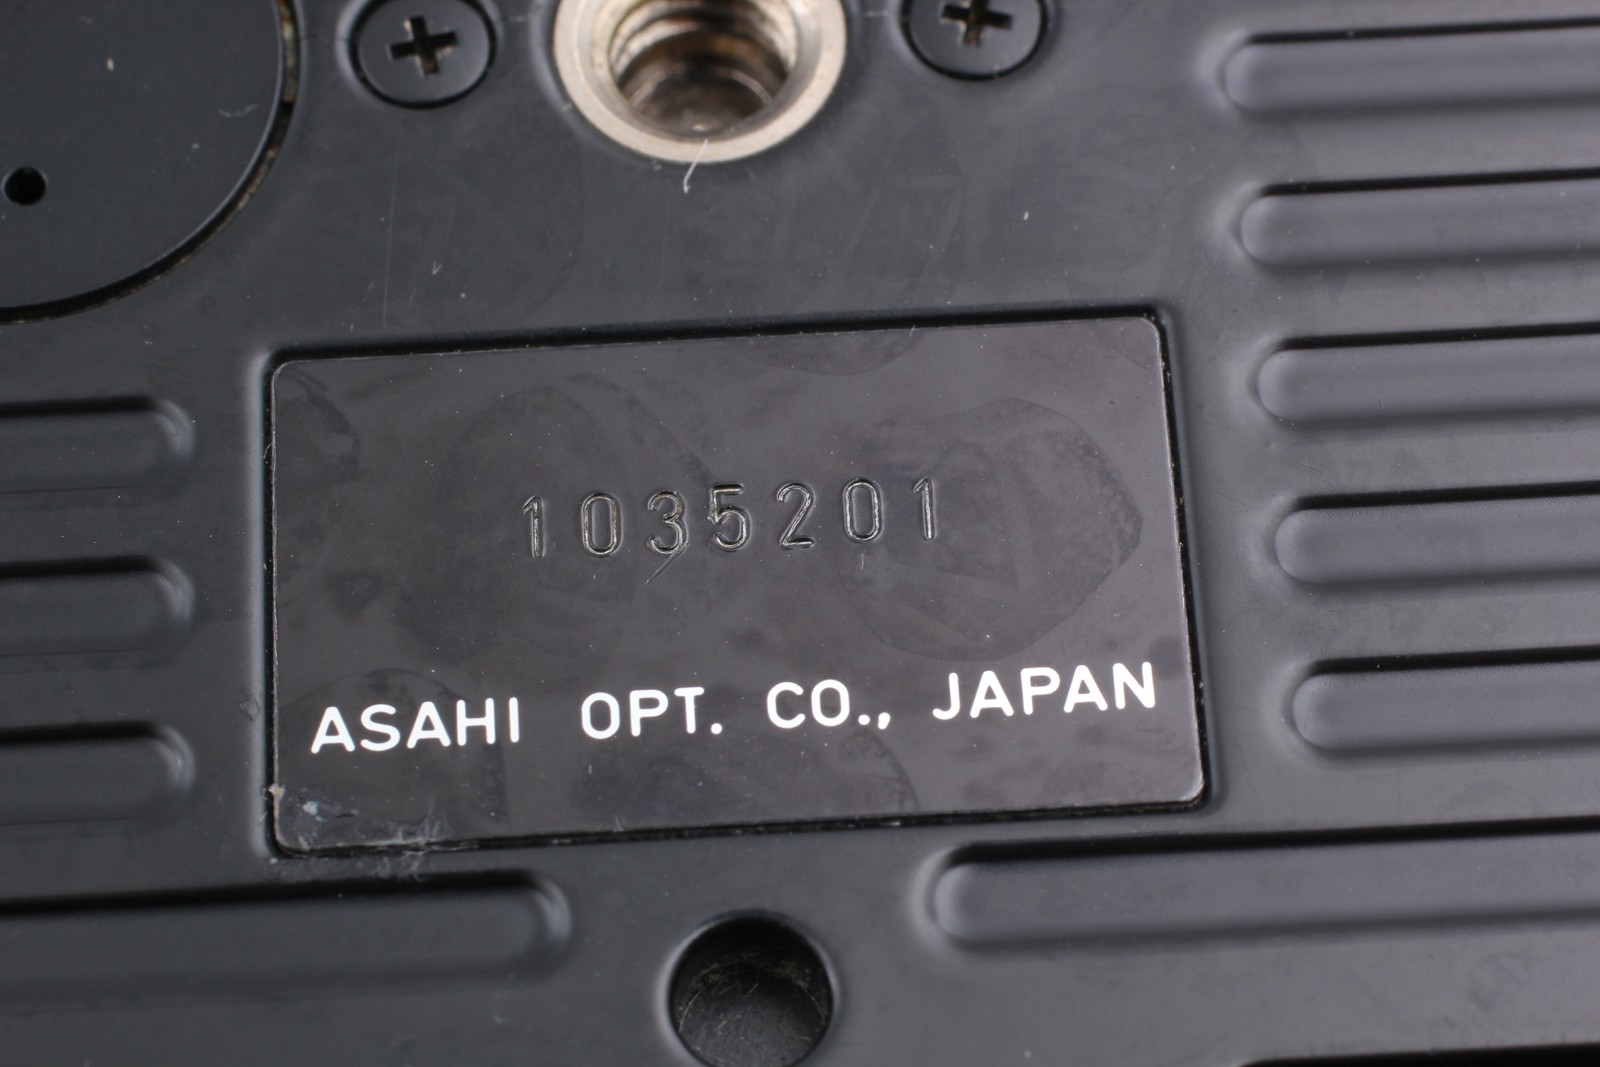 1035201
ASAHI OPT. CO., JAPAN